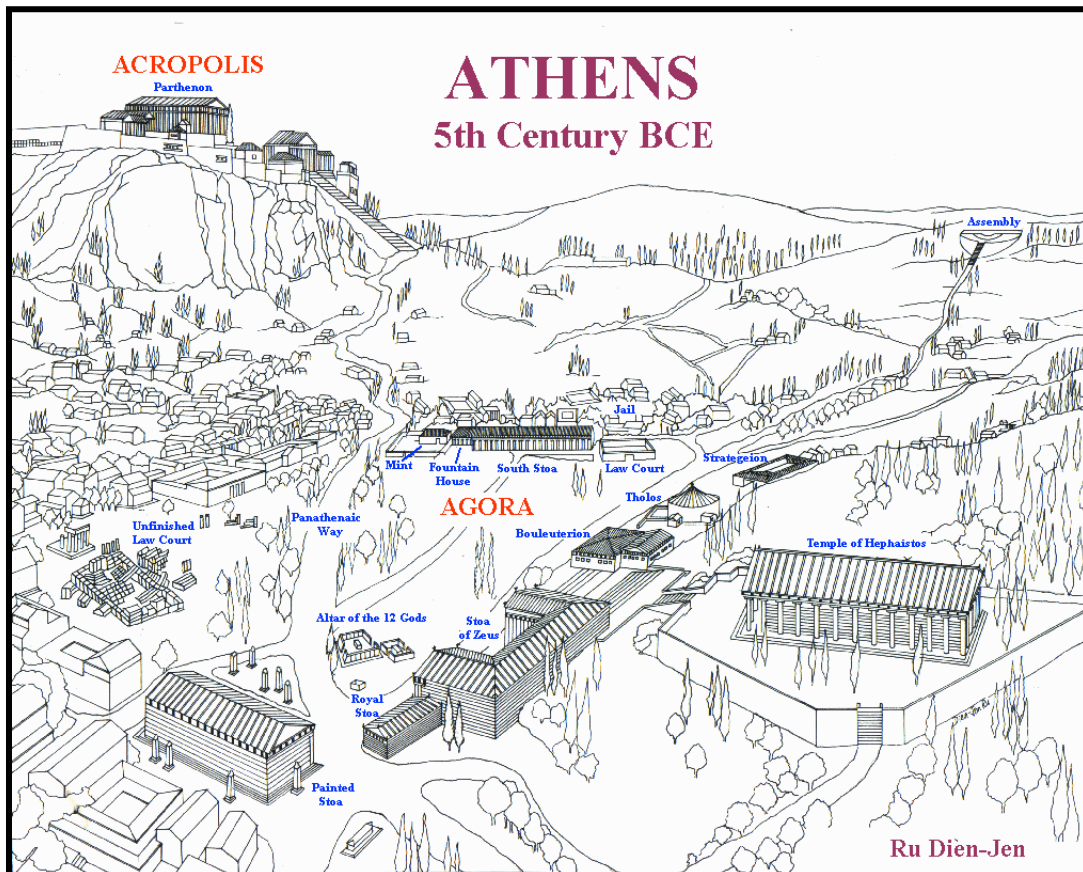 ATHENS
5th Century BCE
ACROPOLIS
Parthenon
Assembly
Jail
Mint
Fountain
House
South Stoa
Law Court
Strategeion
AGORA
Tholos
Unfinished
Law Court
Panathenaic
Way
Bouleuterion
Temple of Hephaistos
Altar of the 12 Gods
Stoa
of Zeus
Royal
Stoa
Painted
Stoa
Ru Dien-Jen